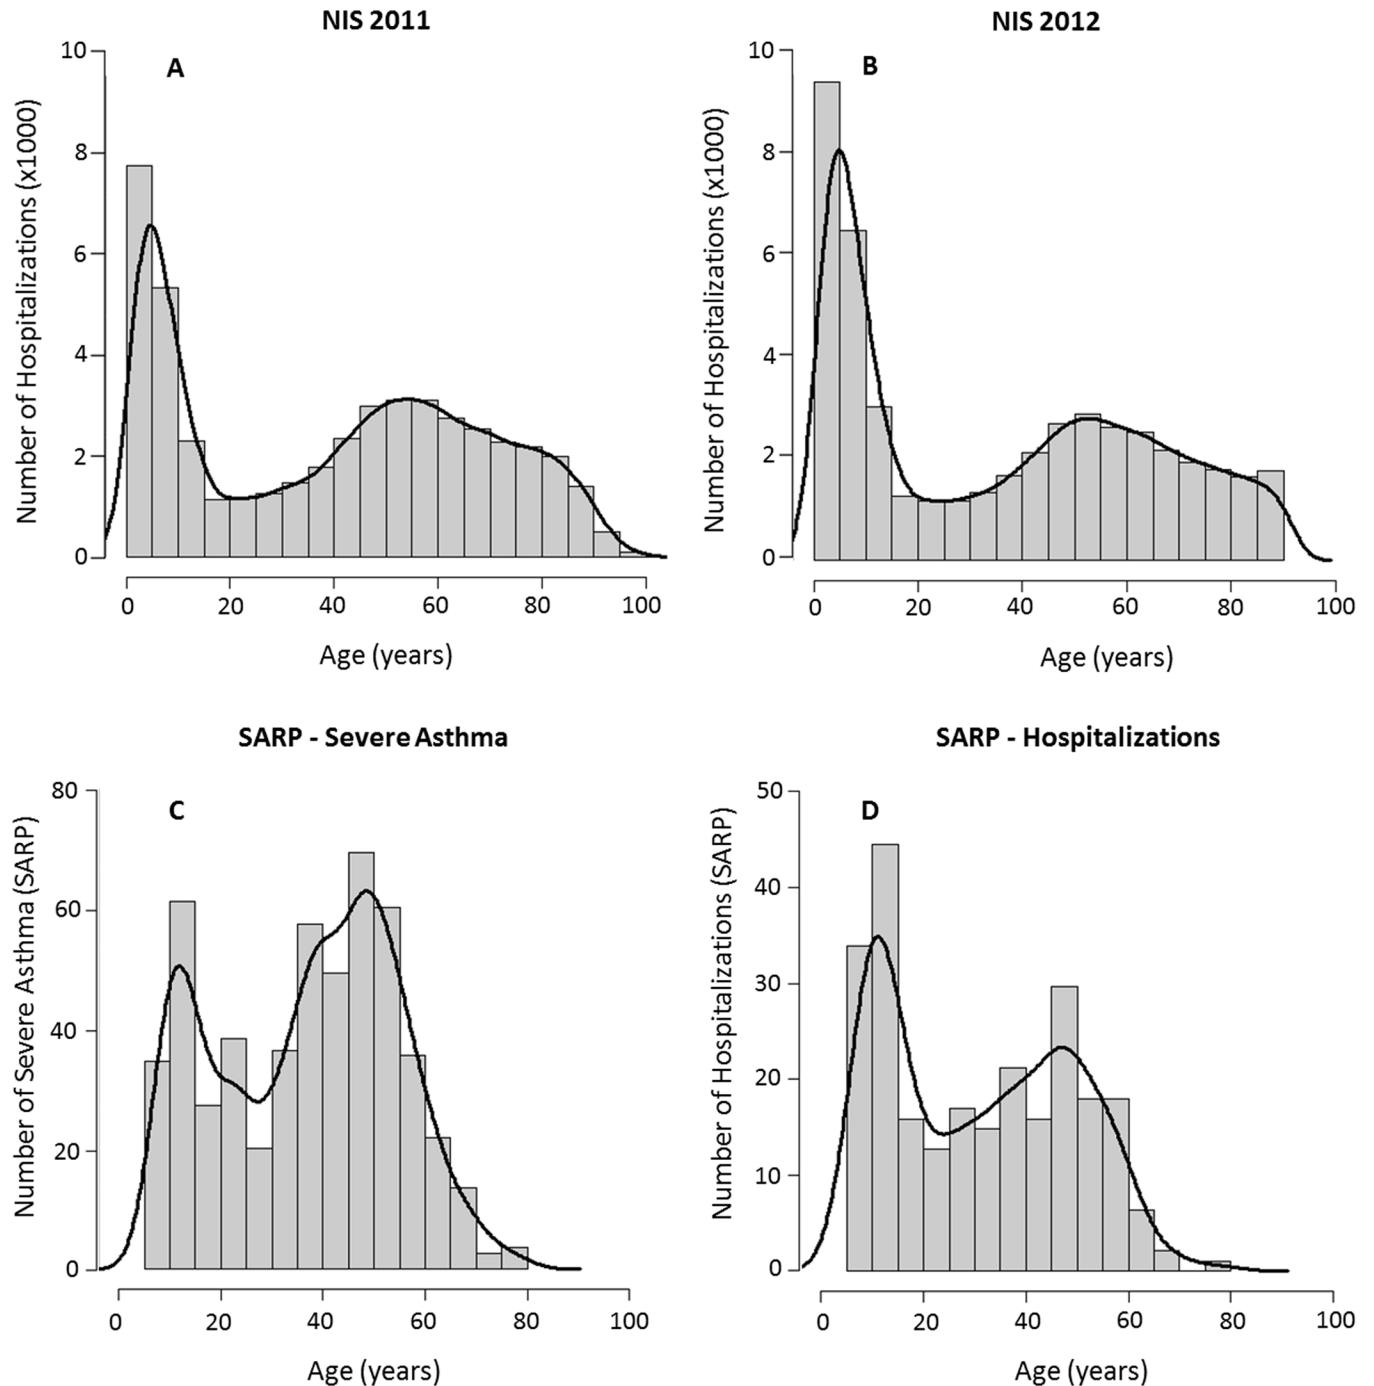 NIS 2011
A
Number of Hospitalizations (x1000)
10
8
6
4
2
0
0 20 40 60 80 100
Age (years)
NIS 2012
B
Number of Hospitalizations (x1000)
10
8
6
4
2
0
0 20 40 60 80 100
Age (years)
SARP - Severe Asthma
C
Number of Severe Asthma (SARP)
80
60
40
20
0
0 20 40 60 80 100
Age (years)
SARP - Hospitalizations
D
Number of Hospitalizations (SARP)
50
40
30
20
10
0
0 20 40 60 80 100
Age (years)